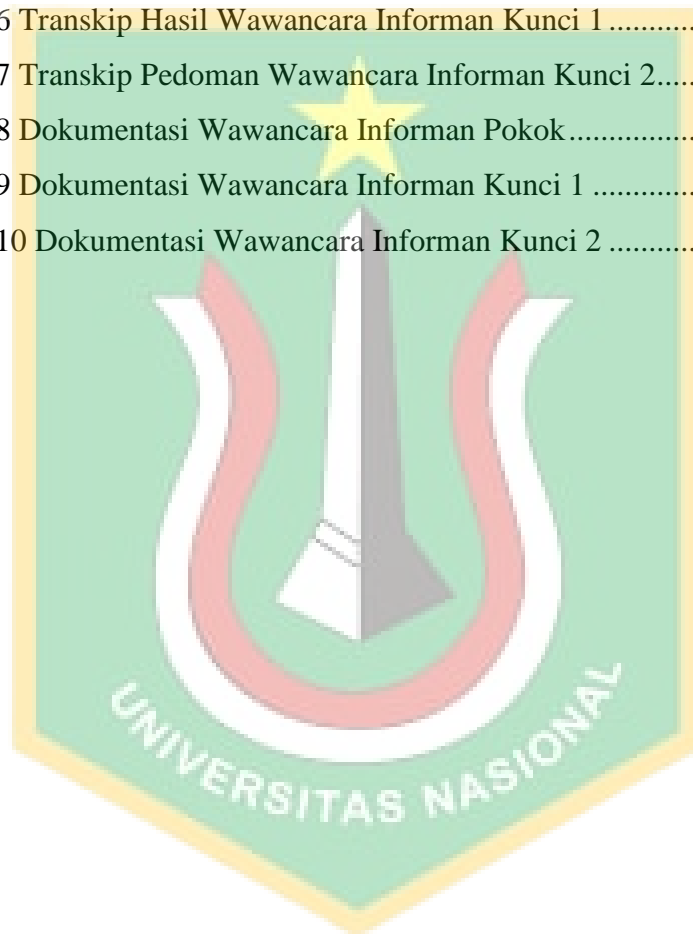 6 Transkip Hasil Wawancara Informan Kunci 1 ...........
7 Transkip Pedoman Wawancara Informan Kunci 2......
8 Dokumentasi Wawancara Informan Pokok................
9 Dokumentasi Wawancara Informan Kunci 1 .............
10 Dokumentasi Wawancara Informan Kunci 2 ...........
UNIVERSITAS NASIONAL